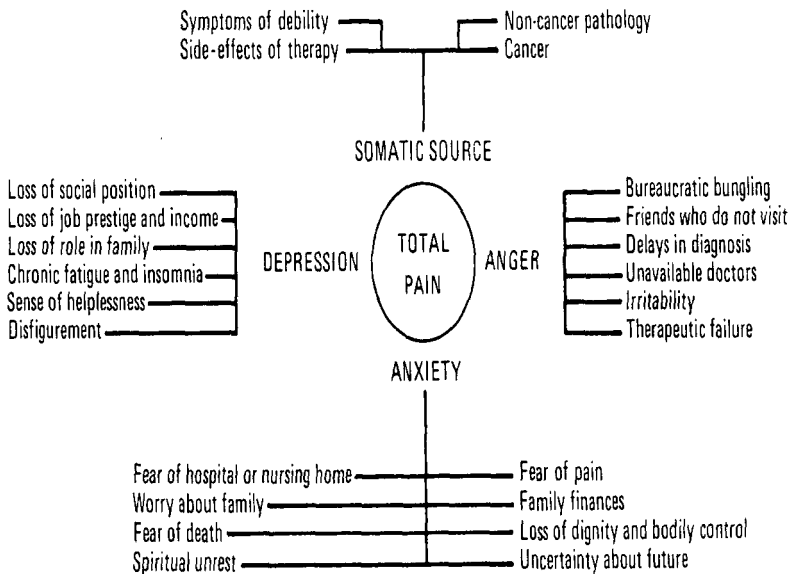 Symptoms of debility
Side-effects of therapy
Non-cancer pathology
Cancer
SOMATIC SOURCE
Loss of social position
Loss of job prestige and income
Loss of role in family
Chronic fatigue and insomnia
Sense of helplessness
Disfigurement
DEPRESSION
TOTAL
PAIN
ANGER
Bureaucratic bungling
Friends who do not visit
Delays in diagnosis
Unavailable doctors
Irritability
Therapeutic failure
ANXIETY
Fear of hospital or nursing home
Worry about family
Fear of death
Spiritual unrest
Fear of pain
Family finances
Loss of dignity and bodily control
Uncertainty about future